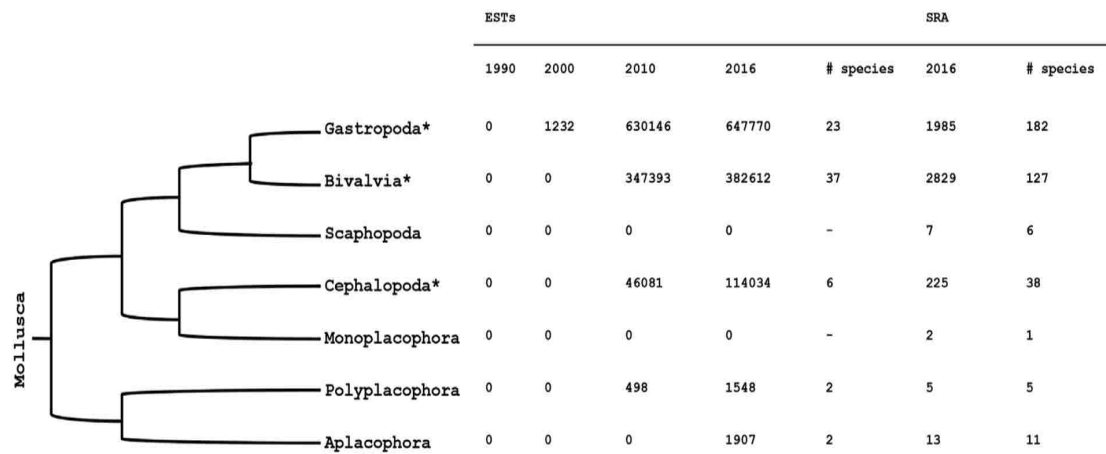 ESTs SRA
1990 2000 2010 2016 # species 2016 # species
Gastropoda* 0 1232 630146 647770 23 1985 182
Bivalvia* 0 0 347393 382612 37 2829 127
Scaphopoda 0 0 0 0 – 7 6
Cephalopoda* 0 0 46081 114034 6 225 38
Monoplacophora 0 0 0 0 – 2 1
Polyplacophora 0 0 498 1548 2 5 5
Aplacophora 0 0 0 1907 2 13 11
Mollusca